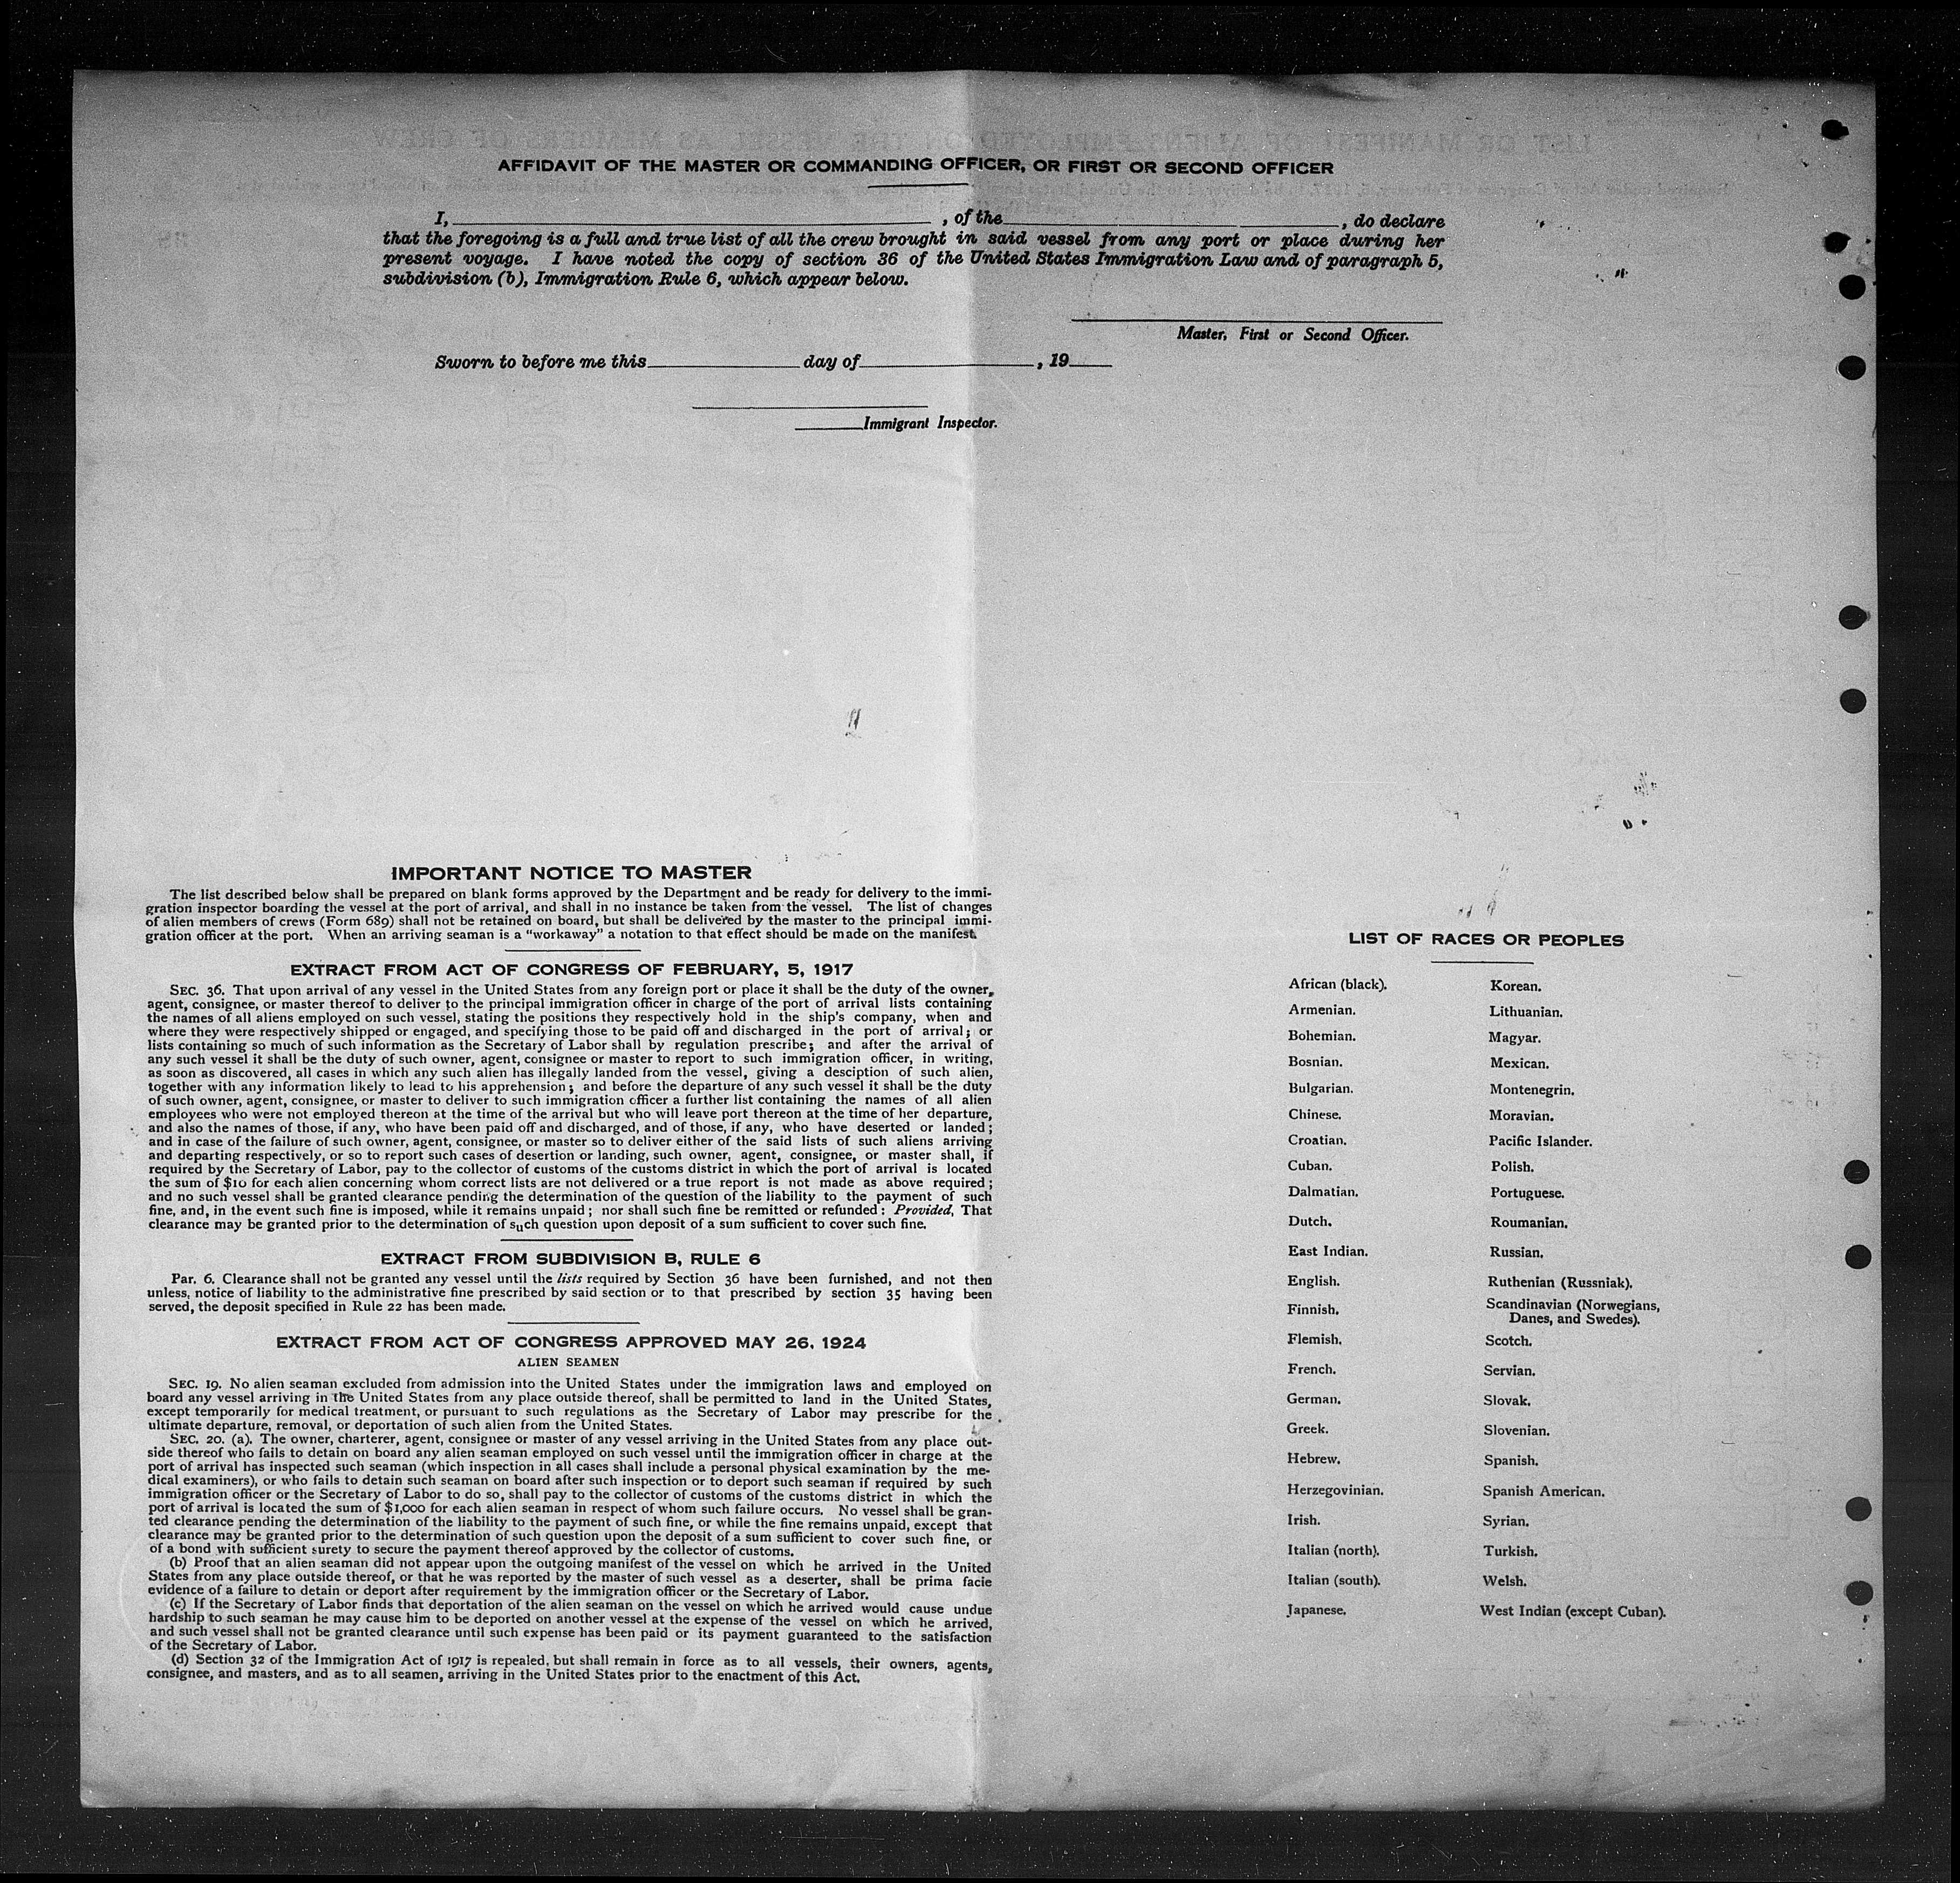 AFFIDAVIT OF THE MASTER OR COMMANDING OFFICER, OR FIRST OR SECOND OFFICER
I, , of the , do declare
that the foregoing is a full and true list of all the crew brought in said vessel from any port or place during her
present voyage. I have noted the copy of section 36 of the United States Immigration Law and of paragraph 5,
subdivision (b), Immigration Rule 6, which appear below.
Master, First or Second Officer.
Sworn to before me this day of , 19
Immigrant Inspector.
IMPORTANT NOTICE TO MASTER
The list described below shall be prepared on blank forms approved by the Department and be ready for delivery to the immi-
gration inspector boarding the vessel at the port of arrival, and shall in no instance be taken from the vessel. The list of changes
of alien members of crews (Form 689) shall not be retained on board, but shall be delivered by the master to the principal immi-
gration officer at the port. When an arriving seaman is a "workaway" a notation to that effect should be made on the manifest.
EXTRACT FROM ACT OF CONGRESS OF FEBRUARY, 5, 1917
SEC. 36. That upon arrival of any vessel in the United States from any foreign port or place it shall be the duty of the owner,
agent, consignee, or master thereof to deliver to the principal immigration officer in charge of the port of arrival lists containing
the names of all aliens employed on such vessel, stating the positions they respectively hold in the ship's company, when and
where they were respectively shipped or engaged, and specifying those to be paid off and discharged in the port of arrival; or
lists containing so much of such information as the Secretary of Labor shall by regulation prescribe; and after the arrival of
any such vessel it shall be the duty of such owner, agent, consignee or master to report to such immigration officer, in writing,
as soon as discovered, all cases in which any such alien has illegally landed from the vessel, giving a desciption of such alien,
together with any information likely to lead to his apprehension; and before the departure of any such vessel it shall be the duty
of such owner, agent, consignee, or master to deliver to such immigration officer a further list containing the names of all alien
employees who were not employed thereon at the time of the arrival but who will leave port thereon at the time of her departure,
and also the names of those, if any, who have been paid off and discharged, and of those, if any, who have deserted or landed;
and in case of the failure of such owner, agent, consignee, or master so to deliver either of the said lists of such aliens arriving
and departing respectively, or so to report such cases of desertion or landing, such owner, agent, consignee, or master shall, if
required by the Secretary of Labor, pay to the collector of customs of the customs district in which the port of arrival is located
the sum of $10 for each alien concerning whom correct lists are not delivered or a true report is not made as above required;
and no such vessel shall be granted clearance pending the determination of the question of the liability to the payment of such
fine, and, in the event such fine is imposed, while it remains unpaid; nor shall such fine be remitted or refunded: Provided, That
clearance may be granted prior to the determination of such question upon deposit of a sum sufficient to cover such fine.
EXTRACT FROM SUBDIVISION B, RULE 6
Par. 6. Clearance shall not be granted any vessel until the lists required by Section 36 have been furnished, and not then
unless, notice of liability to the administrative fine prescribed by said section or to that prescribed by section 35 having been
served, the deposit specified in Rule 22 has been made.
EXTRACT FROM ACT OF CONGRESS APPROVED MAY 26, 1924
ALIEN SEAMEN
SEC. 19. No alien seaman excluded from admission into the United States under the immigration laws and employed on
board any vessel arriving in the United States from any place outside thereof, shall be permitted to land in the United States,
except temporarily for medical treatment, or pursuant to such regulations as the Secretary of Labor may prescribe for the
ultimate departure, removal, or deportation of such alien from the United States.
SEC. 20. (a). The owner, charterer, agent, consignee or master of any vessel arriving in the United States from any place out-
side thereof who fails to detain on board any alien seaman employed on such vessel until the immigration officer in charge at the
port of arrival has inspected such seaman (which inspection in all cases shall include a personal physical examination by the me-
dical examiners), or who fails to detain such seaman on board after such inspection or to deport such seaman if required by such
immigration officer or the Secretary of Labor to do so, shall pay to the collector of customs of the customs district in which the
port of arrival is located the sum of $1,000 for each alien seaman in respect of whom such failure occurs. No vessel shall be gran-
ted clearance pending the determination of the liability to the payment of such fine, or while the fine remains unpaid, except that
clearance may be granted prior to the determination of such question upon the deposit of a sum sufficient to cover such fine, or
of a bond with sufficient surety to secure the payment thereof approved by the collector of customs.
(b) Proof that an alien seaman did not appear upon the outgoing manifest of the vessel on which he arrived in the United
States from any place outside thereof, or that he was reported by the master of such vessel as a deserter, shall be prima facie
evidence of a failure to detain or deport after requirement by the immigration officer or the Secretary of Labor.
(c) If the Secretary of Labor finds that deportation of the alien seaman on the vessel on which he arrived would cause undue
hardship to such seaman he may cause him to be deported on another vessel at the expense of the vessel on which he arrived,
and such vessel shall not be granted clearance until such expense has been paid or its payment guaranteed to the satisfaction
of the Secretary of Labor.
(d) Section 32 of the Immigration Act of 1917 is repealed, but shall remain in force as to all vessels, their owners, agents,
consignee, and masters, and as to all seamen, arriving in the United States prior to the enactment of this Act.
LIST OF RACES OR PEOPLES
African (black).
Armenian.
Bohemian.
Bosnian.
Bulgarian.
Chinese.
Croatian.
Cuban.
Dalmatian.
Dutch.
East Indian.
English.
Finnish.
Flemish.
French.
German.
Greek.
Hebrew.
Herzegovinian.
Irish.
Italian (north).
Italian (south).
Japanese.
Korean.
Lithuanian.
Magyar.
Mexican.
Montenegrin.
Moravian.
Pacific Islander.
Polish.
Portuguese.
Roumanian.
Russian.
Ruthenian (Russniak).
Scandinavian (Norwegians,
Danes, and Swedes).
Scotch.
Servian.
Slovak.
Slovenian.
Spanish.
Spanish American.
Syrian.
Turkish.
Welsh.
West Indian (except Cuban).